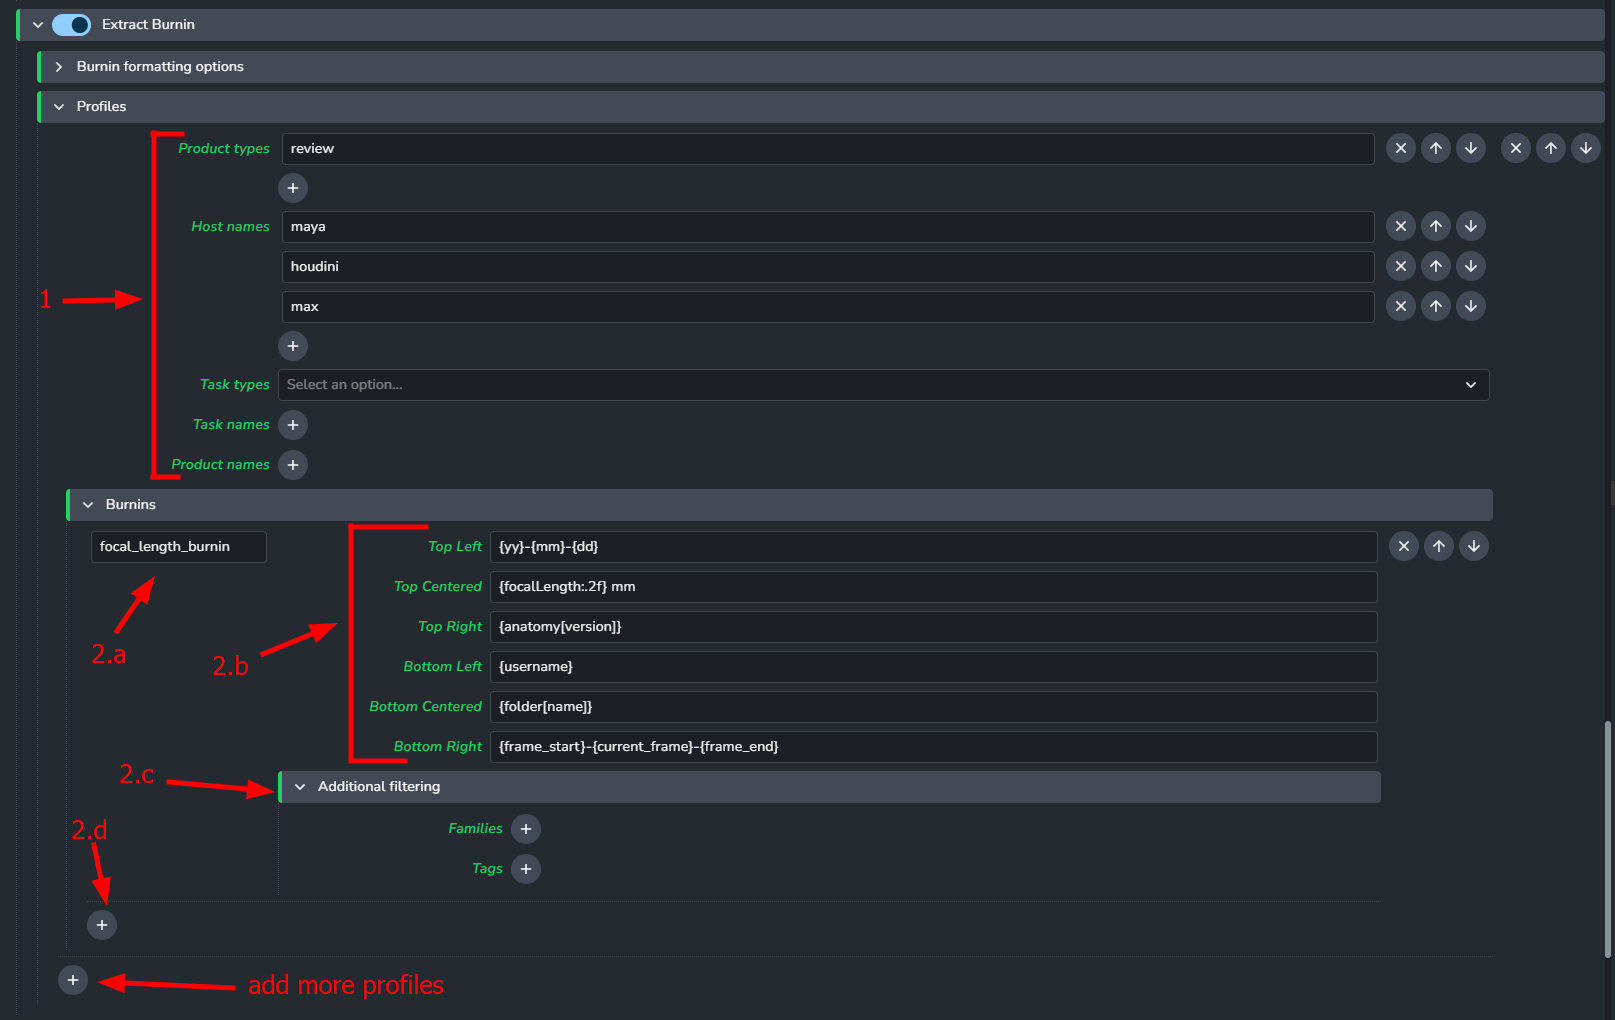 Extract Burnin
Burnin formatting options
Profiles
Product types review
Host names maya
houdini
1
max
Task types Select an option...
Task names
Product names
Burnins
focal_length_burnin
Top Left {yy}-{mm}-{dd}
Top Centered {focalLength:.2f} mm
Top Right {anatomy[version]}
2.a
2.b
Bottom Left {username}
Bottom Centered {folder[name]}
Bottom Right {frame_start}-{current_frame}-{frame_end}
2.c
Additional filtering
2.d
Families
Tags
add more profiles